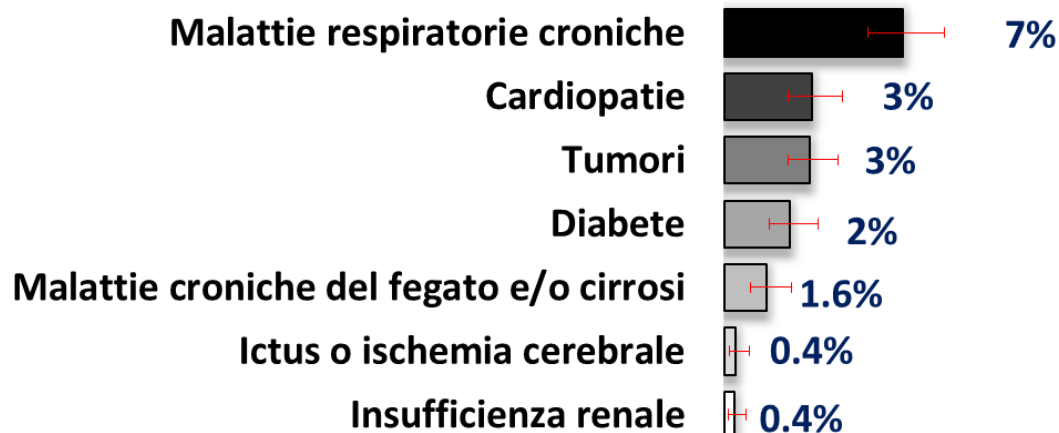 Malattie respiratorie croniche 7%
Cardiopatie 3%
Tumori 3%
Diabete 2%
Malattie croniche del fegato e/o cirrosi 1.6%
Ictus o ischemia cerebrale 0.4%
Insufficienza renale 0.4%